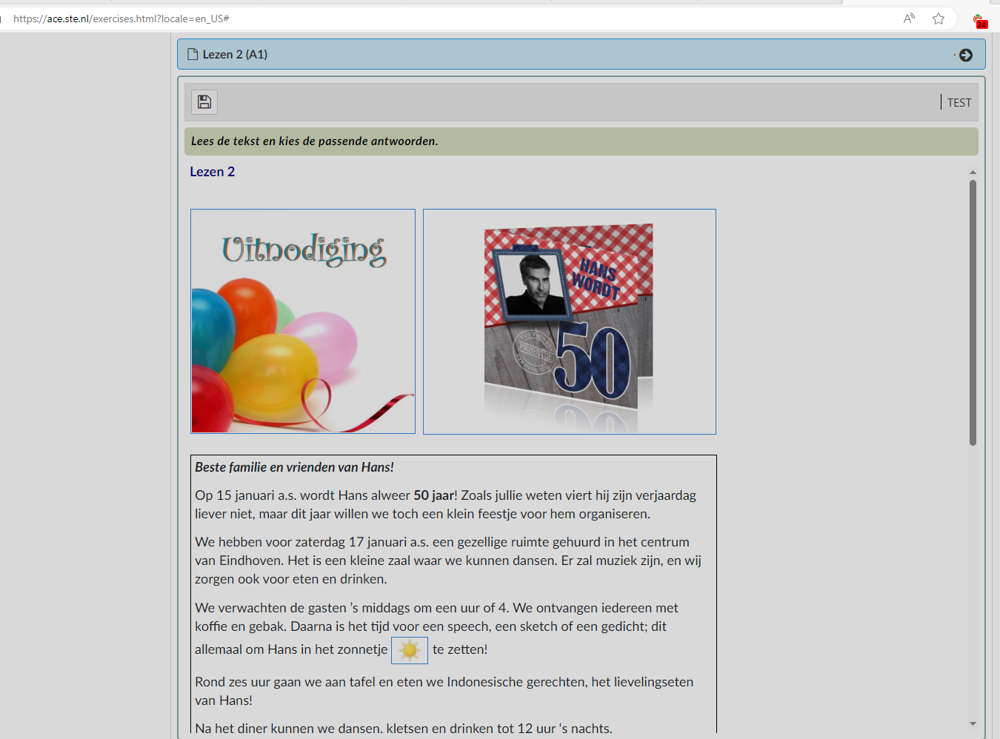 https://ace.ste.nl/exercises.html?locale=en_US#
A
24
Lezen 2 (A1)
TEST
Lees de tekst en kies de passende antwoorden.
Lezen 2
Uitnodiging
HANS
WORDT
50
Beste familie en vrienden van Hans!
Op 15 januari a.s. wordt Hans alweer 50 jaar! Zoals jullie weten viert hij zijn verjaardag
liever niet, maar dit jaar willen we toch een klein feestje voor hem organiseren.
We hebben voor zaterdag 17 januari a.s. een gezellige ruimte gehuurd in het centrum
van Eindhoven. Het is een kleine zaal waar we kunnen dansen. Er zal muziek zijn, en wij
zorgen ook voor eten en drinken.
We verwachten de gasten 's middags om een uur of 4. We ontvangen iedereen met
koffie en gebak. Daarna is het tijd voor een speech, een sketch of een gedicht; dit
allemaal om Hans in het zonnetje te zetten!
Rond zes uur gaan we aan tafel en eten we Indonesische gerechten, het lievelingseten
van Hans!
Na het diner kunnen we dansen. kletsen en drinken tot 12 uur 's nachts.